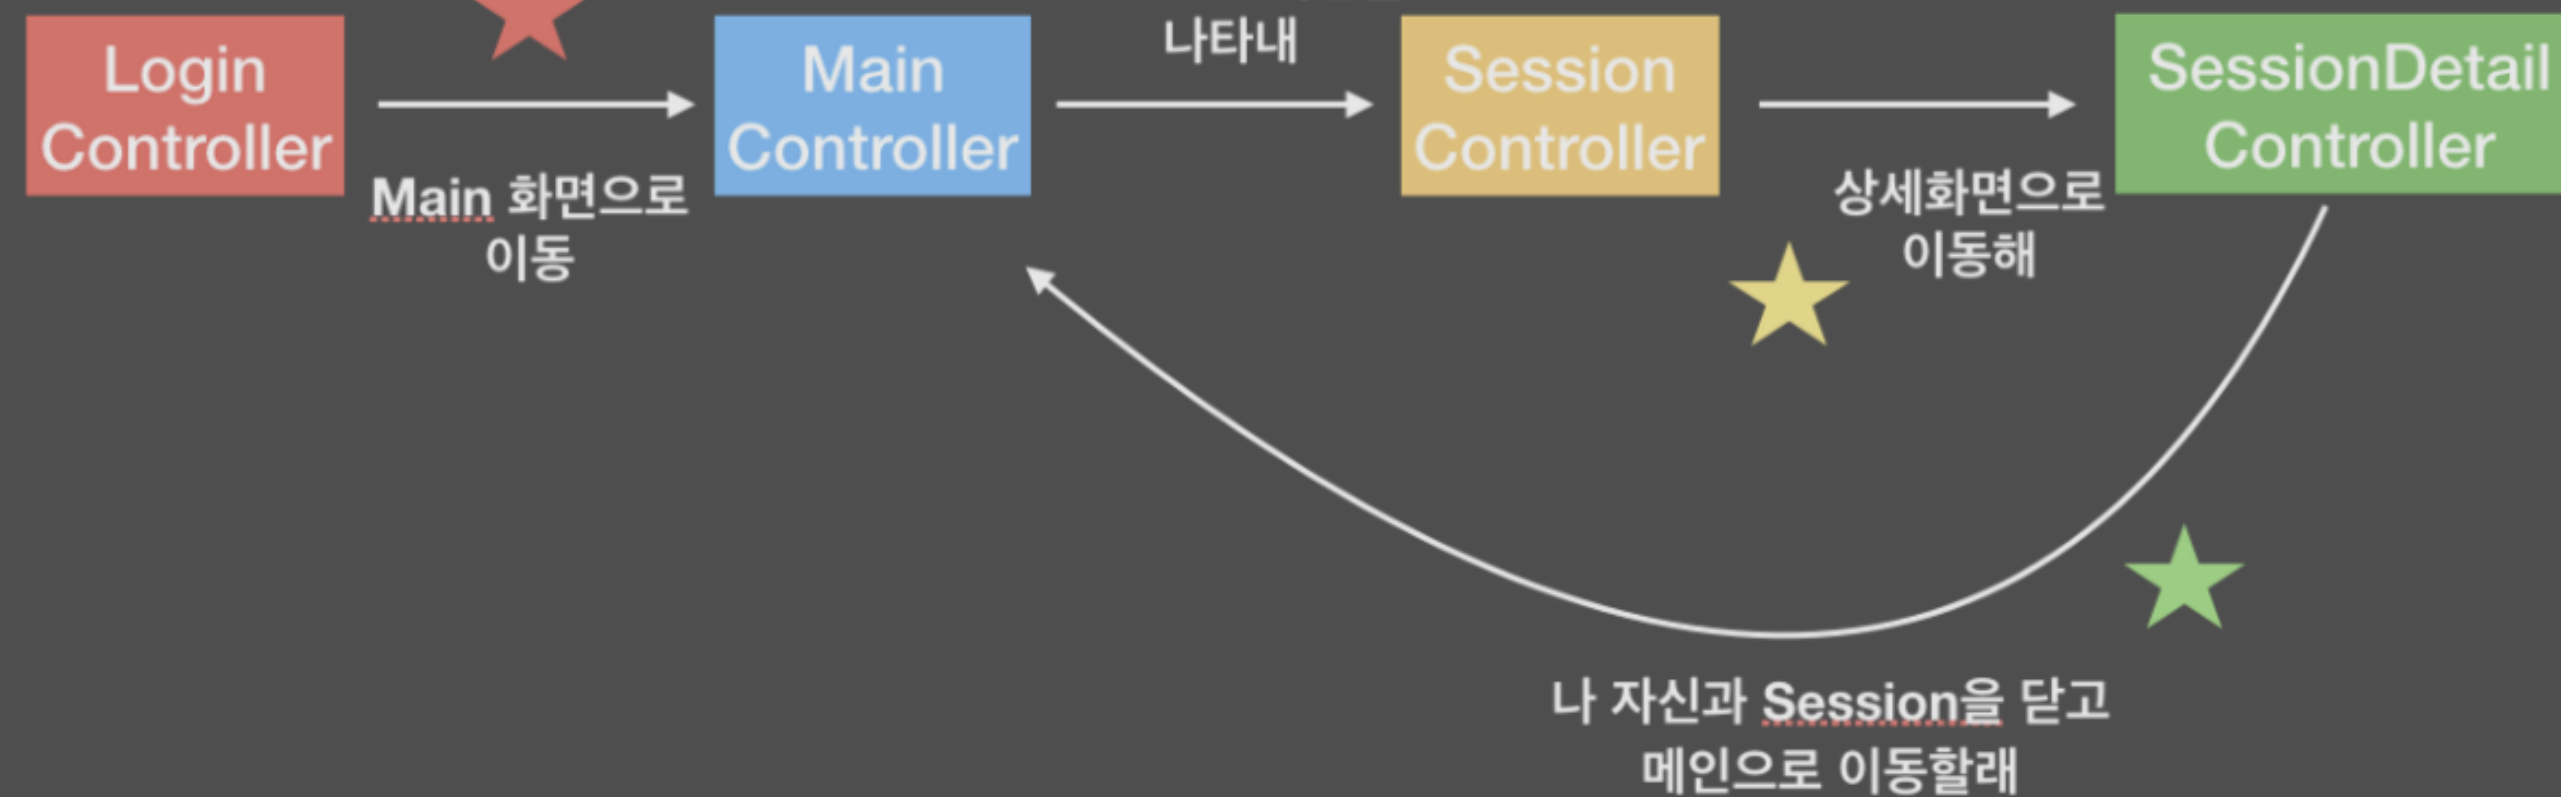 Login
Controller
Main 화면으로
이동
Main
Controller
나타내
Session
Controller
상세화면으로
이동해
SessionDetail
Controller
나 자신과 Session을 닫고
메인으로 이동할래